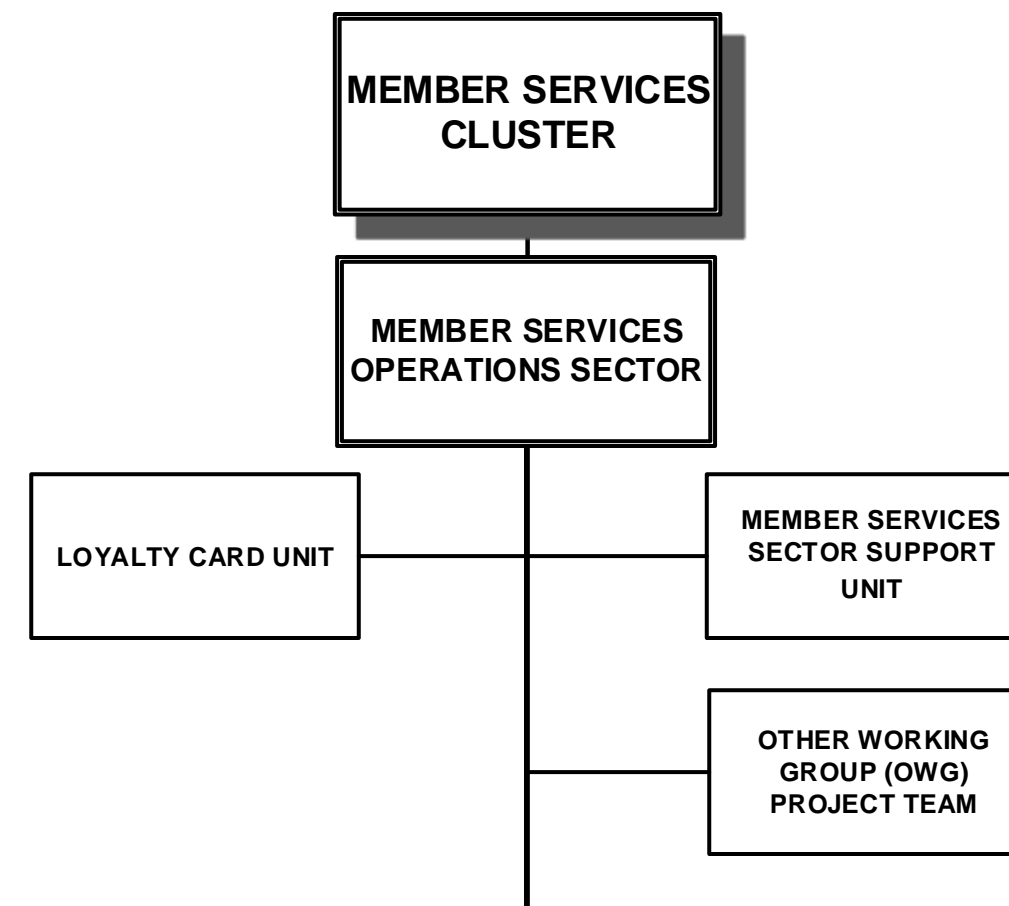 MEMBER SERVICES
CLUSTER
MEMBER SERVICES
OPERATIONS SECTOR
LOYALTY CARD UNIT
MEMBER SERVICES
SECTOR SUPPORT
UNIT
OTHER WORKING
GROUP (OWG)
PROJECT TEAM